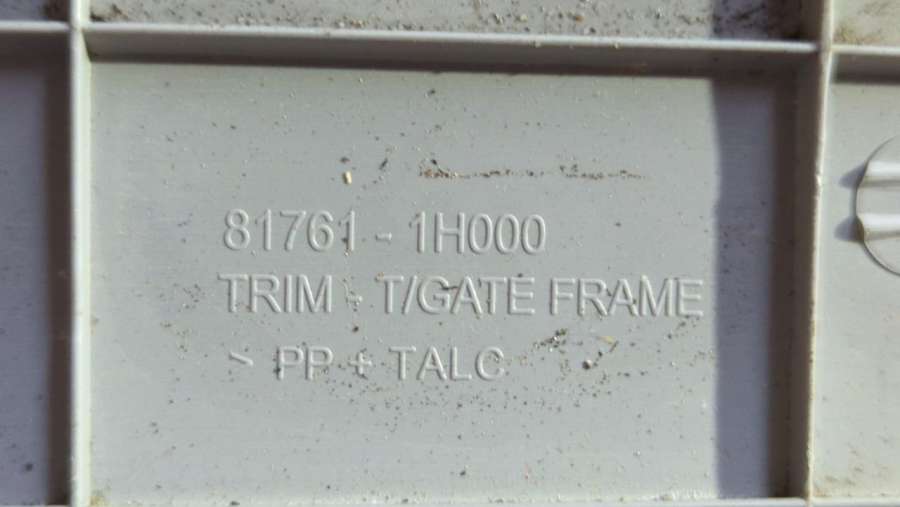 81761 - 1H000
TRIM - T/GATE FRAME
> PP + TALC